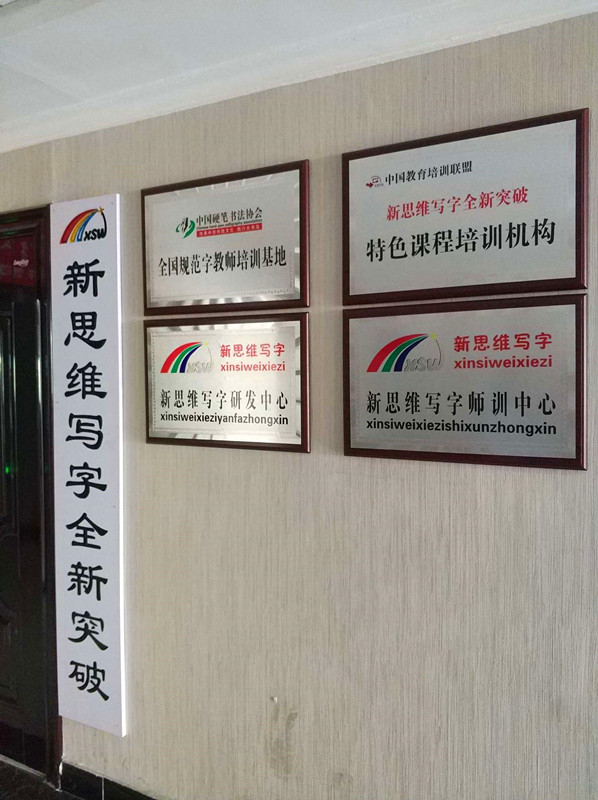 XSW
新思维写字全新突破
中国硬笔书法协会
全国规范字教师培训基地
中国教育培训联盟
新思维写字全新突破
特色课程培训机构
XSW
新思维写字
xinsiweixiezi
新思维写字研发中心
xinsiweixieziyanfazhongxin
XSW
新思维写字
xinsiweixiezi
新思维写字师训中心
xinsiweixiezishixunzhongxin